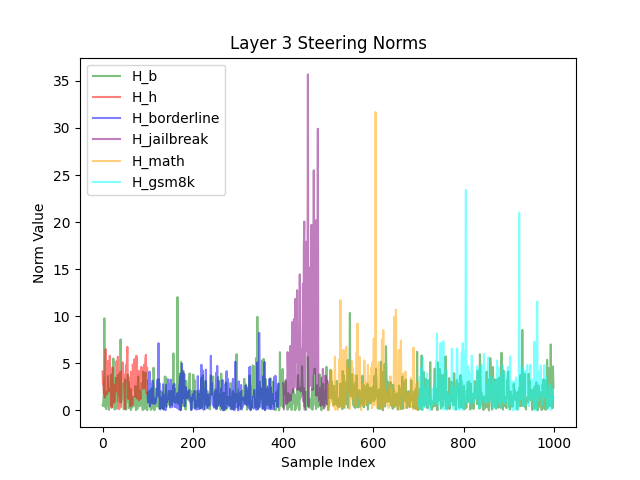 Layer 3 Steering Norms
H_b
H_h
H_borderline
H_jailbreak
H_math
H_gsm8k
Norm Value
35
30
25
20
15
10
5
0
0 200 400 600 800 1000
Sample Index